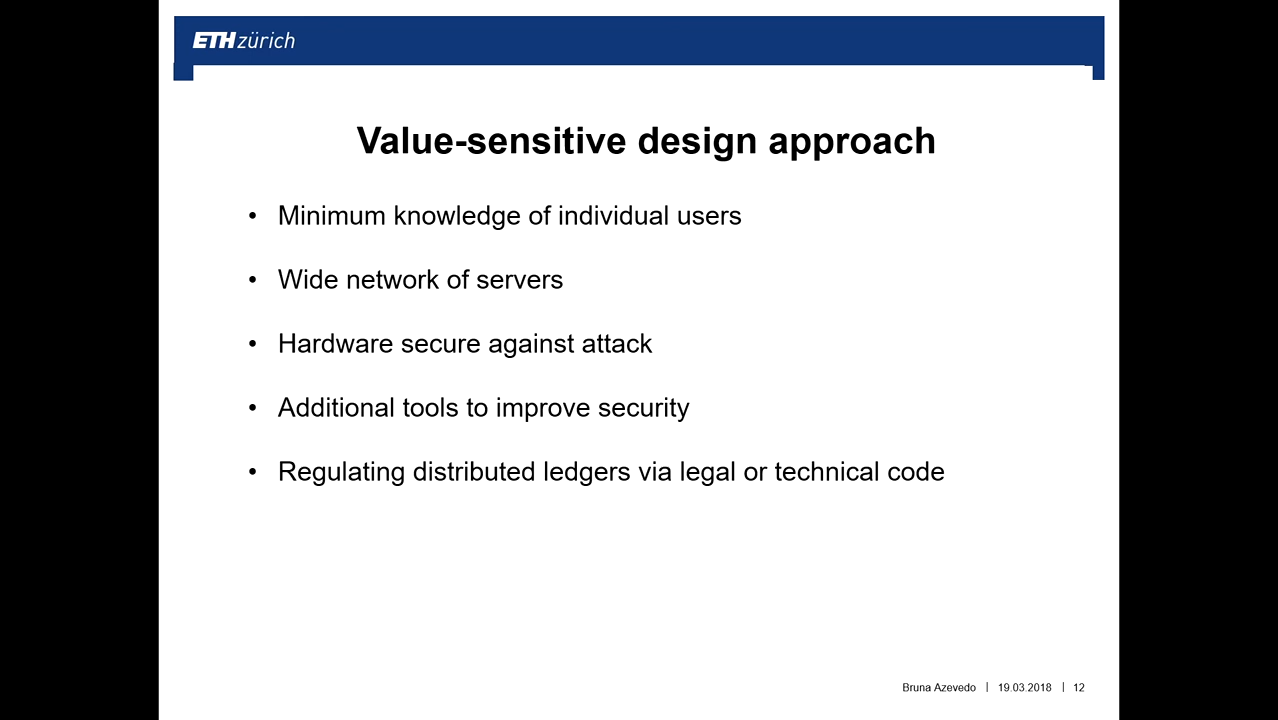 ETH zürich
Value-sensitive design approach
• Minimum knowledge of individual users
• Wide network of servers
• Hardware secure against attack
• Additional tools to improve security
• Regulating distributed ledgers via legal or technical code
Bruna Azevedo | 19.03.2018 | 12